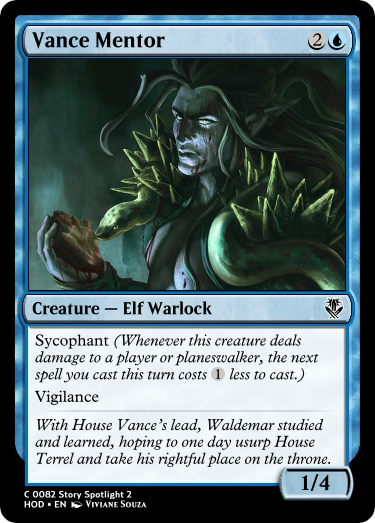 Vance Mentor 2
Creature — Elf Warlock
Sycophant (Whenever this creature deals
damage to a player or planeswalker, the next
spell you cast this turn costs 1 less to cast.)
Vigilance
With House Vance’s lead, Waldemar studied
and learned, hoping to one day usurp House
Terrel and take his rightful place on the throne.
1/4
C 0082 Story Spotlight 2
HOD • EN Viviane Souza